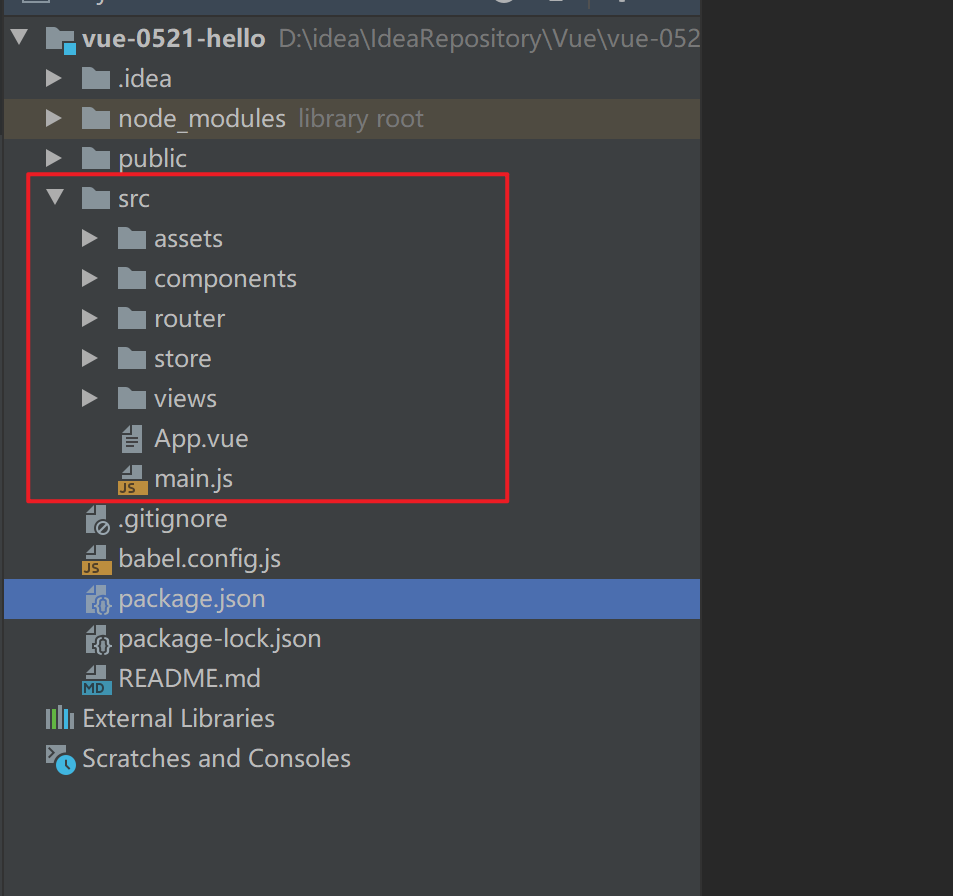 vue-0521-hello D:\idea\IdeaRepository\Vue\vue-052
.idea
node_modules library root
public
src
assets
components
router
store
views
App.vue
JS main.js
.gitignore
JS babel.config.js
package.json
package-lock.json
MD README.md
External Libraries
Scratches and Consoles